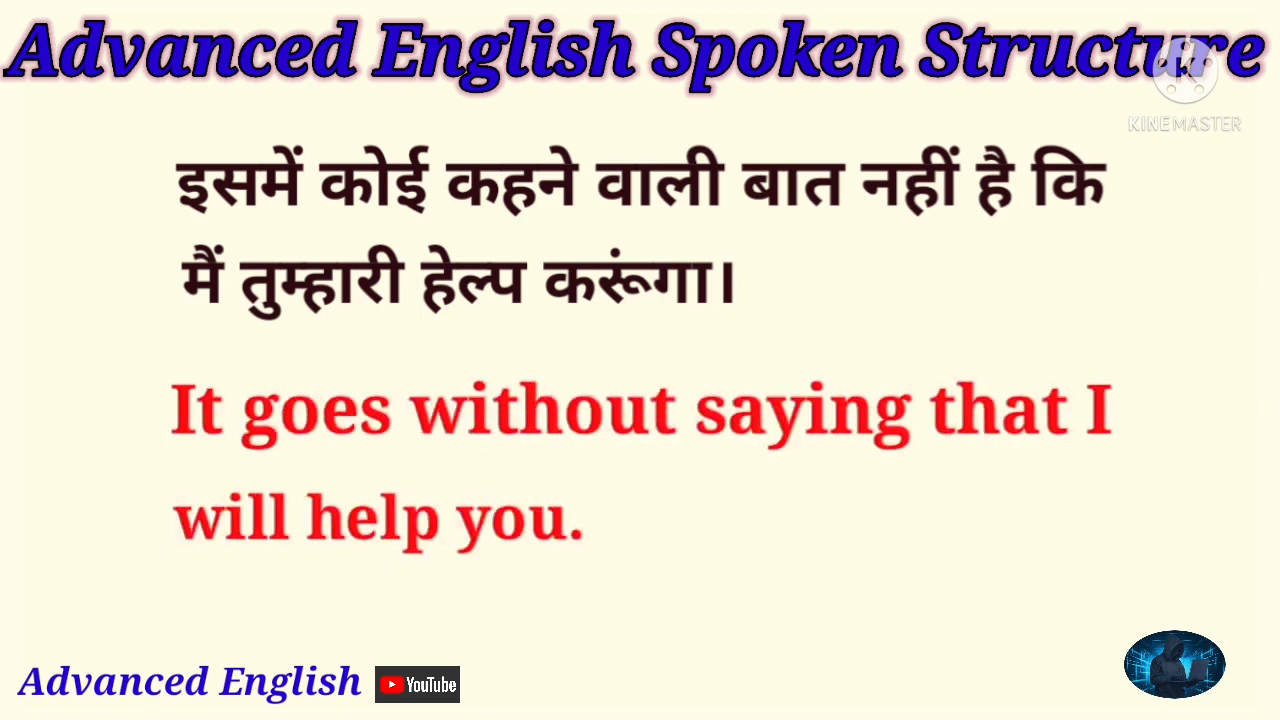 Advanced English Spoken Structure
KINEMASTER
इसमें कोई कहने वाली बात नहीं है कि
मैं तुम्हारी हेल्प करूंगा।
It goes without saying that I
will help you.
Advanced English YouTube